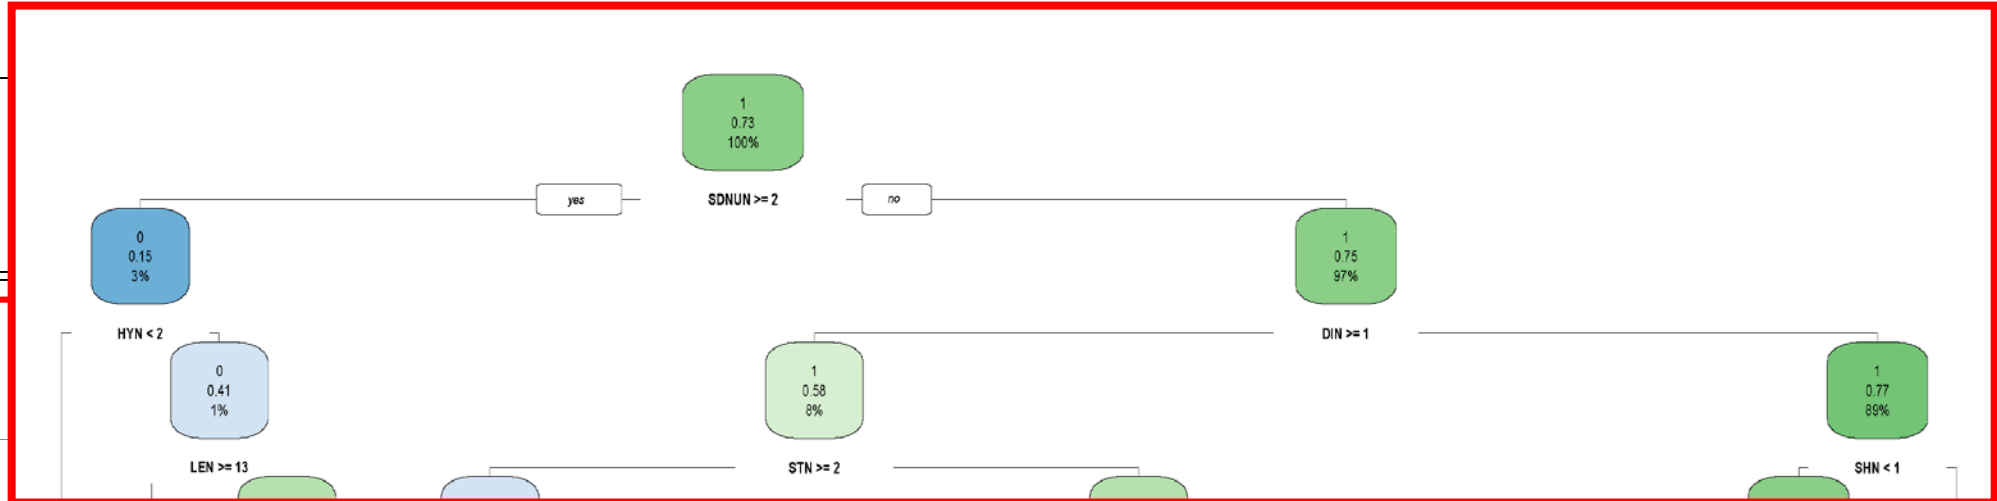 1
0.73
100%
yes
SDNUN >= 2
no
0
0.15
3%
1
0.75
97%
HYN < 2
DIN >= 1
0
0.41
1%
1
0.58
8%
1
0.77
89%
LEN >= 13
STN >= 2
SHN < 1